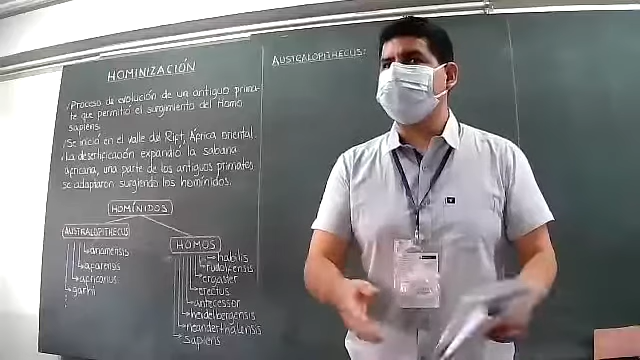 HOMINIZACIÓN
Proceso de evolución de un antiguo prima-
te que permitió el surgimiento del Homo
sapiens.
Se inició en el valle del Rift, África oriental.
La desertificación expandió la sabana
africana, una parte de los antiguos primates
se adaptaron surgiendo los homínidos.
HOMÍNIDOS
AUSTRALOPITHECUS
anamensis
aparensis
africanus
garhi
HOMOS
habilis
rudolfensis
ergaster
erectus
antecessor
heidelbergensis
neanderthalensis
sapiens
AUSTRALOPITHECUS: